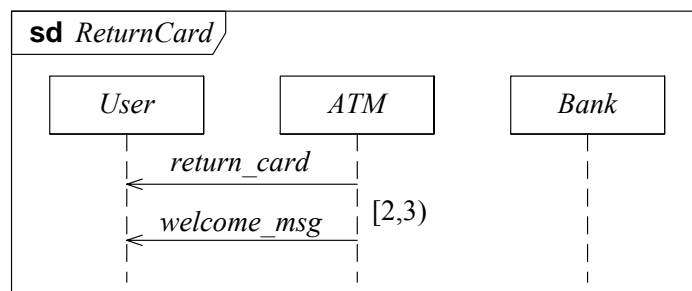 sd ReturnCard
User ATM Bank
return_card
[2,3)
welcome_msg